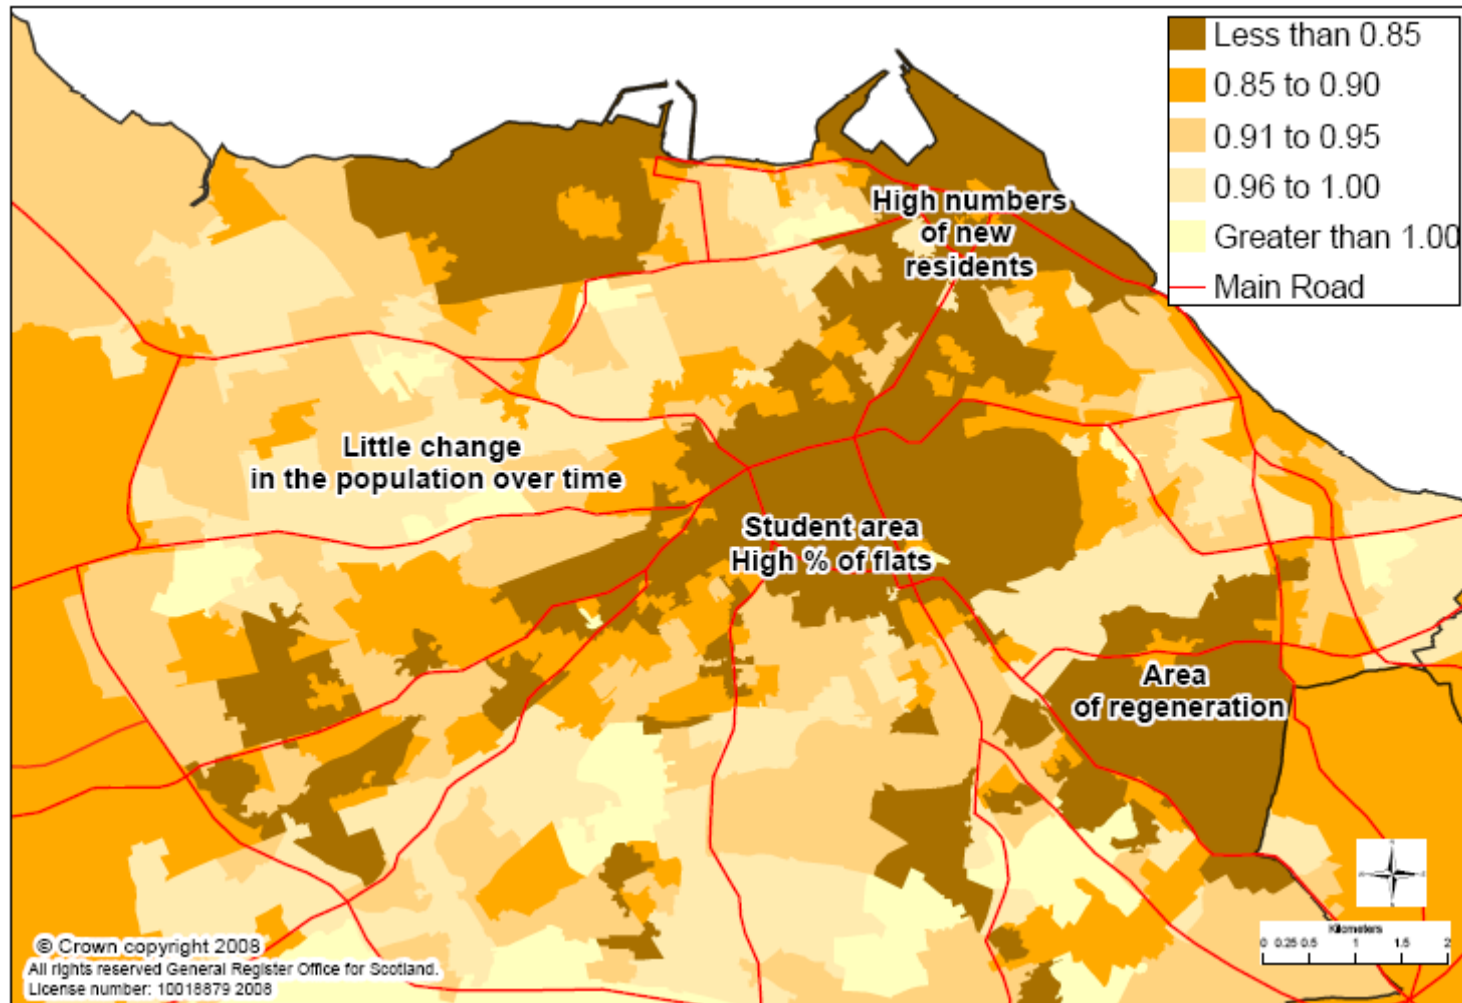 Less than 0.85
0.85 to 0.90
0.91 to 0.95
0.96 to 1.00
Greater than 1.00
Main Road
High numbers
of new
residents
Little change
in the population over time
Student area
High % of flats
Area
of regeneration
Kilometers
0 0.25 0.5 1 1.5 2
© Crown copyright 2008
All rights reserved General Register Office for Scotland.
License number: 10018879 2008